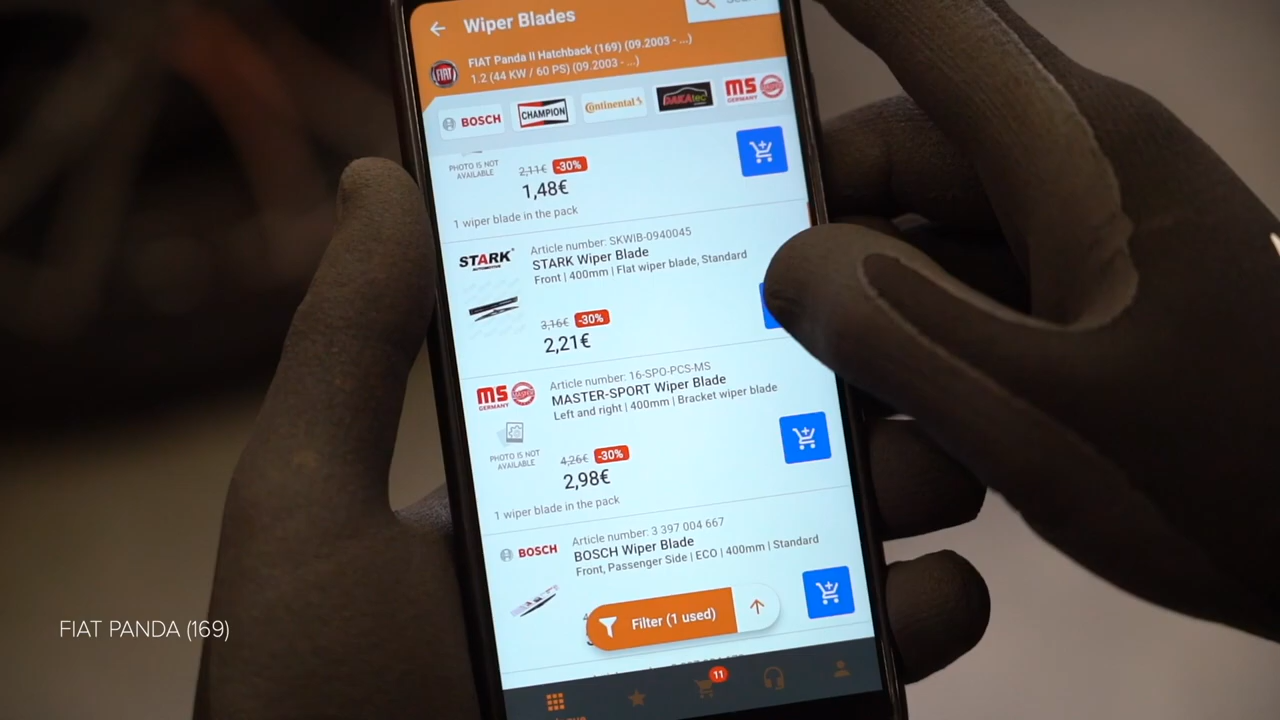 Wiper Blades
FIAT Panda II Hatchback (169) (09.2003 - ...)
1.2 (44 KW / 60 PS) (09.2003 - ...)
FIAT
BOSCH
CHAMPION
Continental
DAKAtec
MS
GERMANY
PHOTO IS NOT
AVAILABLE
2,11€ -30%
1,48€
1 wiper blade in the pack
STARK
AUTOMOTIVE
Article number: SKWIB-0940045
STARK Wiper Blade
Front | 400mm | Flat wiper blade, Standard
3,16€ -30%
2,21€
MS
GERMANY
Article number: 16-SPO-PCS-MS
MASTER-SPORT Wiper Blade
Left and right | 400mm | Bracket wiper blade
PHOTO IS NOT
AVAILABLE
4,26€ -30%
2,98€
1 wiper blade in the pack
BOSCH
Article number: 3 397 004 667
BOSCH Wiper Blade
Front, Passenger Side | ECO | 400mm | Standard
Filter (1 used)
11
FIAT PANDA (169)